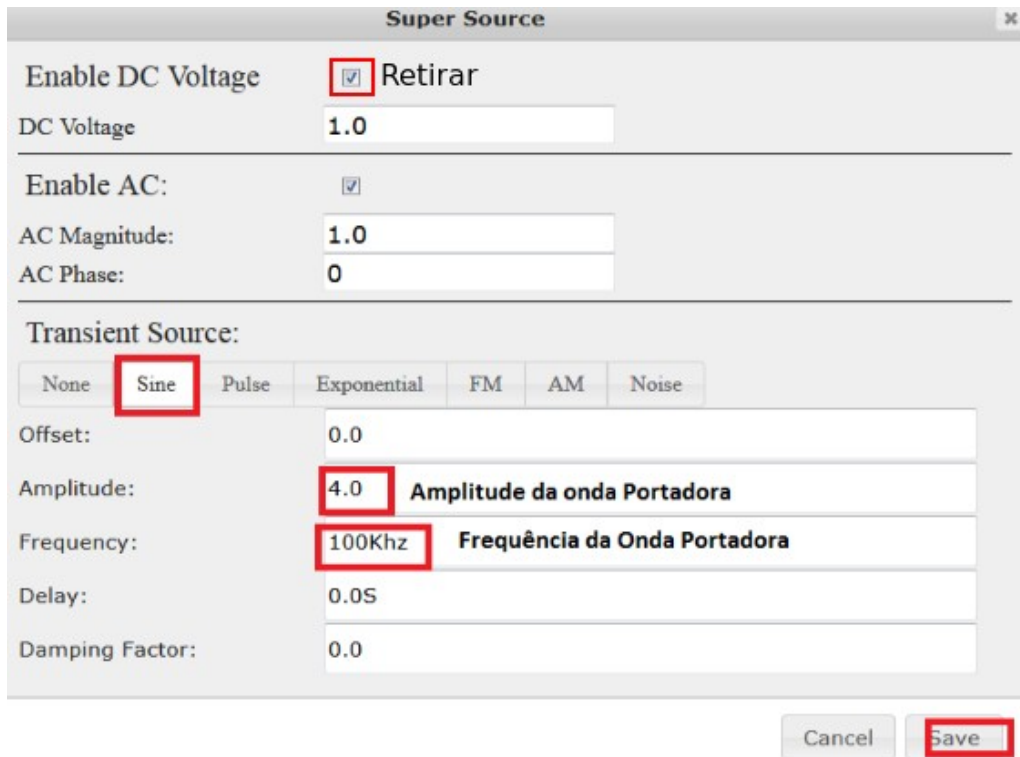 Super Source
Enable DC Voltage Retirar
DC Voltage 1.0
Enable AC:
AC Magnitude: 1.0
AC Phase: 0
Transient Source:
None Sine Pulse Exponential FM AM Noise
Offset: 0.0
Amplitude: 4.0 Amplitude da onda Portadora
Frequency: 100Khz Frequência da Onda Portadora
Delay: 0.0S
Damping Factor: 0.0
Cancel Save